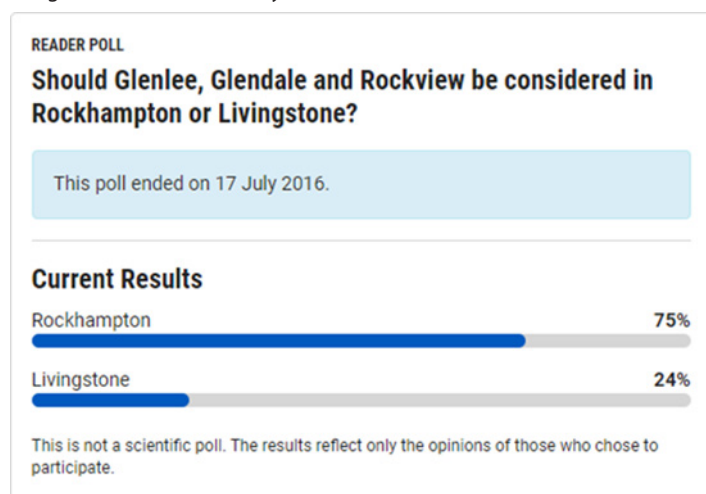 READER POLL
Should Glenlee, Glendale and Rockview be considered in
Rockhampton or Livingstone?
This poll ended on 17 July 2016.
Current Results
Rockhampton 75%
Livingstone 24%
This is not a scientific poll. The results reflect only the opinions of those who chose to
participate.